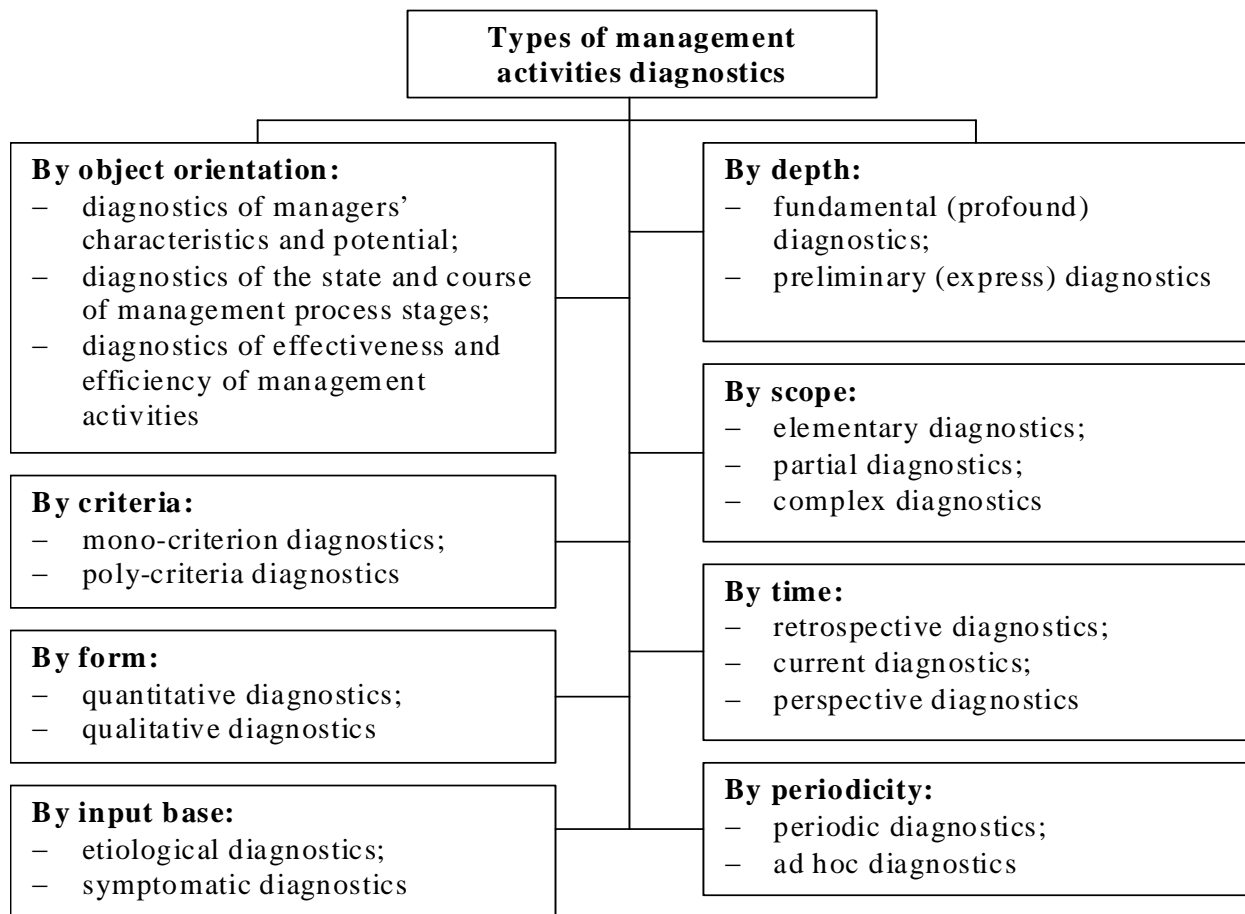 Types of management
activities diagnostics
By object orientation:
– diagnostics of managers’
characteristics and potential;
– diagnostics of the state and course
of management process stages;
– diagnostics of effectiveness and
efficiency of management
activities
By criteria:
– mono-criterion diagnostics;
– poly-criteria diagnostics
By form:
– quantitative diagnostics;
– qualitative diagnostics
By input base:
– etiological diagnostics;
– symptomatic diagnostics
By depth:
– fundamental (profound)
diagnostics;
– preliminary (express) diagnostics
By scope:
– elementary diagnostics;
– partial diagnostics;
– complex diagnostics
By time:
– retrospective diagnostics;
– current diagnostics;
– perspective diagnostics
By periodicity:
– periodic diagnostics;
– ad hoc diagnostics